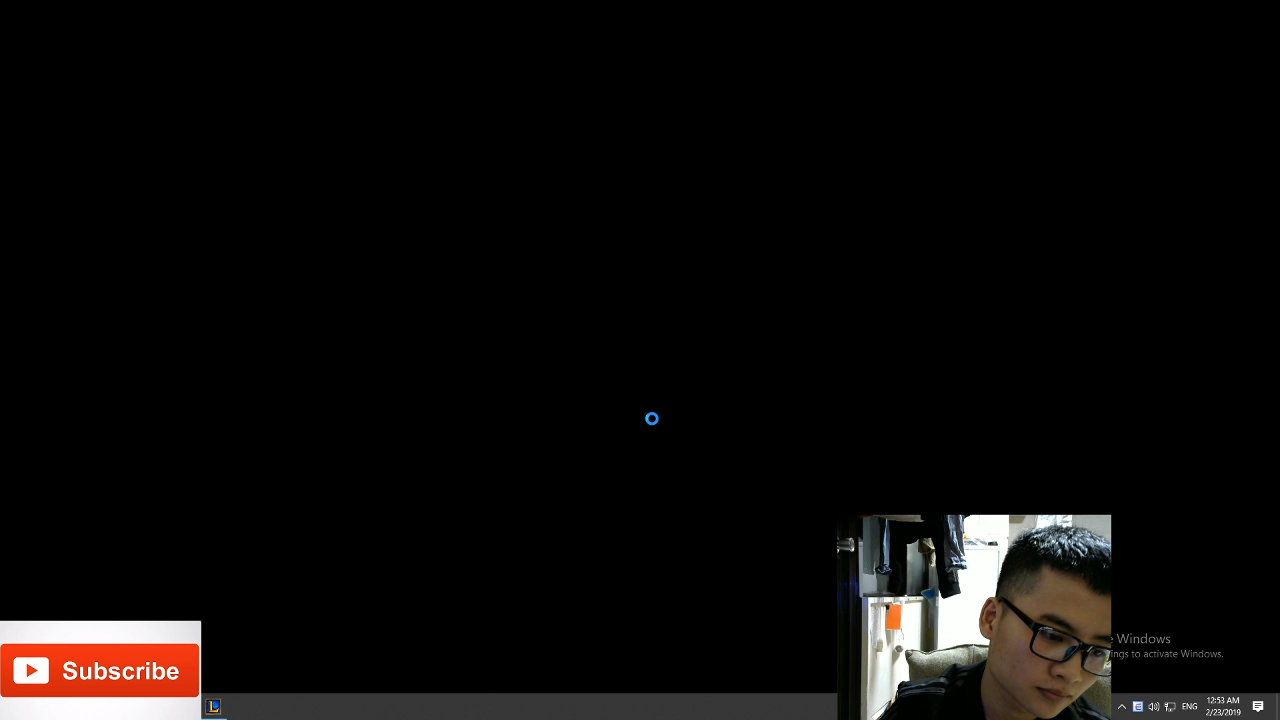 Windows
ings to activate Windows.
Subscribe
L
ENG
12:53 AM
2/23/2019